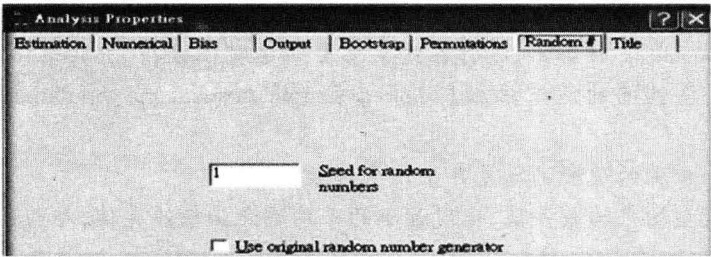 Analysis Properties
Estimation Numerical Bias Output Bootstrap Permutations Random # Title
1 Seed for random
numbers
Use original random number generator